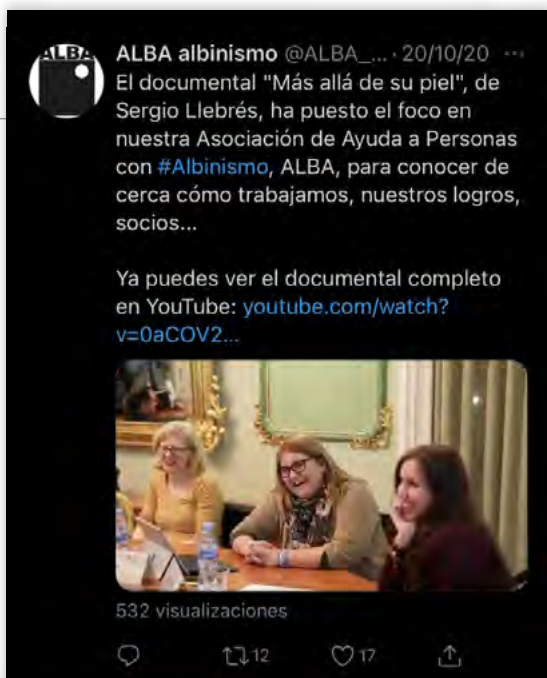 ALBA
ALBA albinismo @ALBA_... · 20/10/20 ···
El documental "Más allá de su piel", de
Sergio Llebrés, ha puesto el foco en
nuestra Asociación de Ayuda a Personas
con #Albinismo, ALBA, para conocer de
cerca cómo trabajamos, nuestros logros,
socios...
Ya puedes ver el documental completo
en YouTube: youtube.com/watch?
v=0aCOV2...
532 visualizaciones
12 17